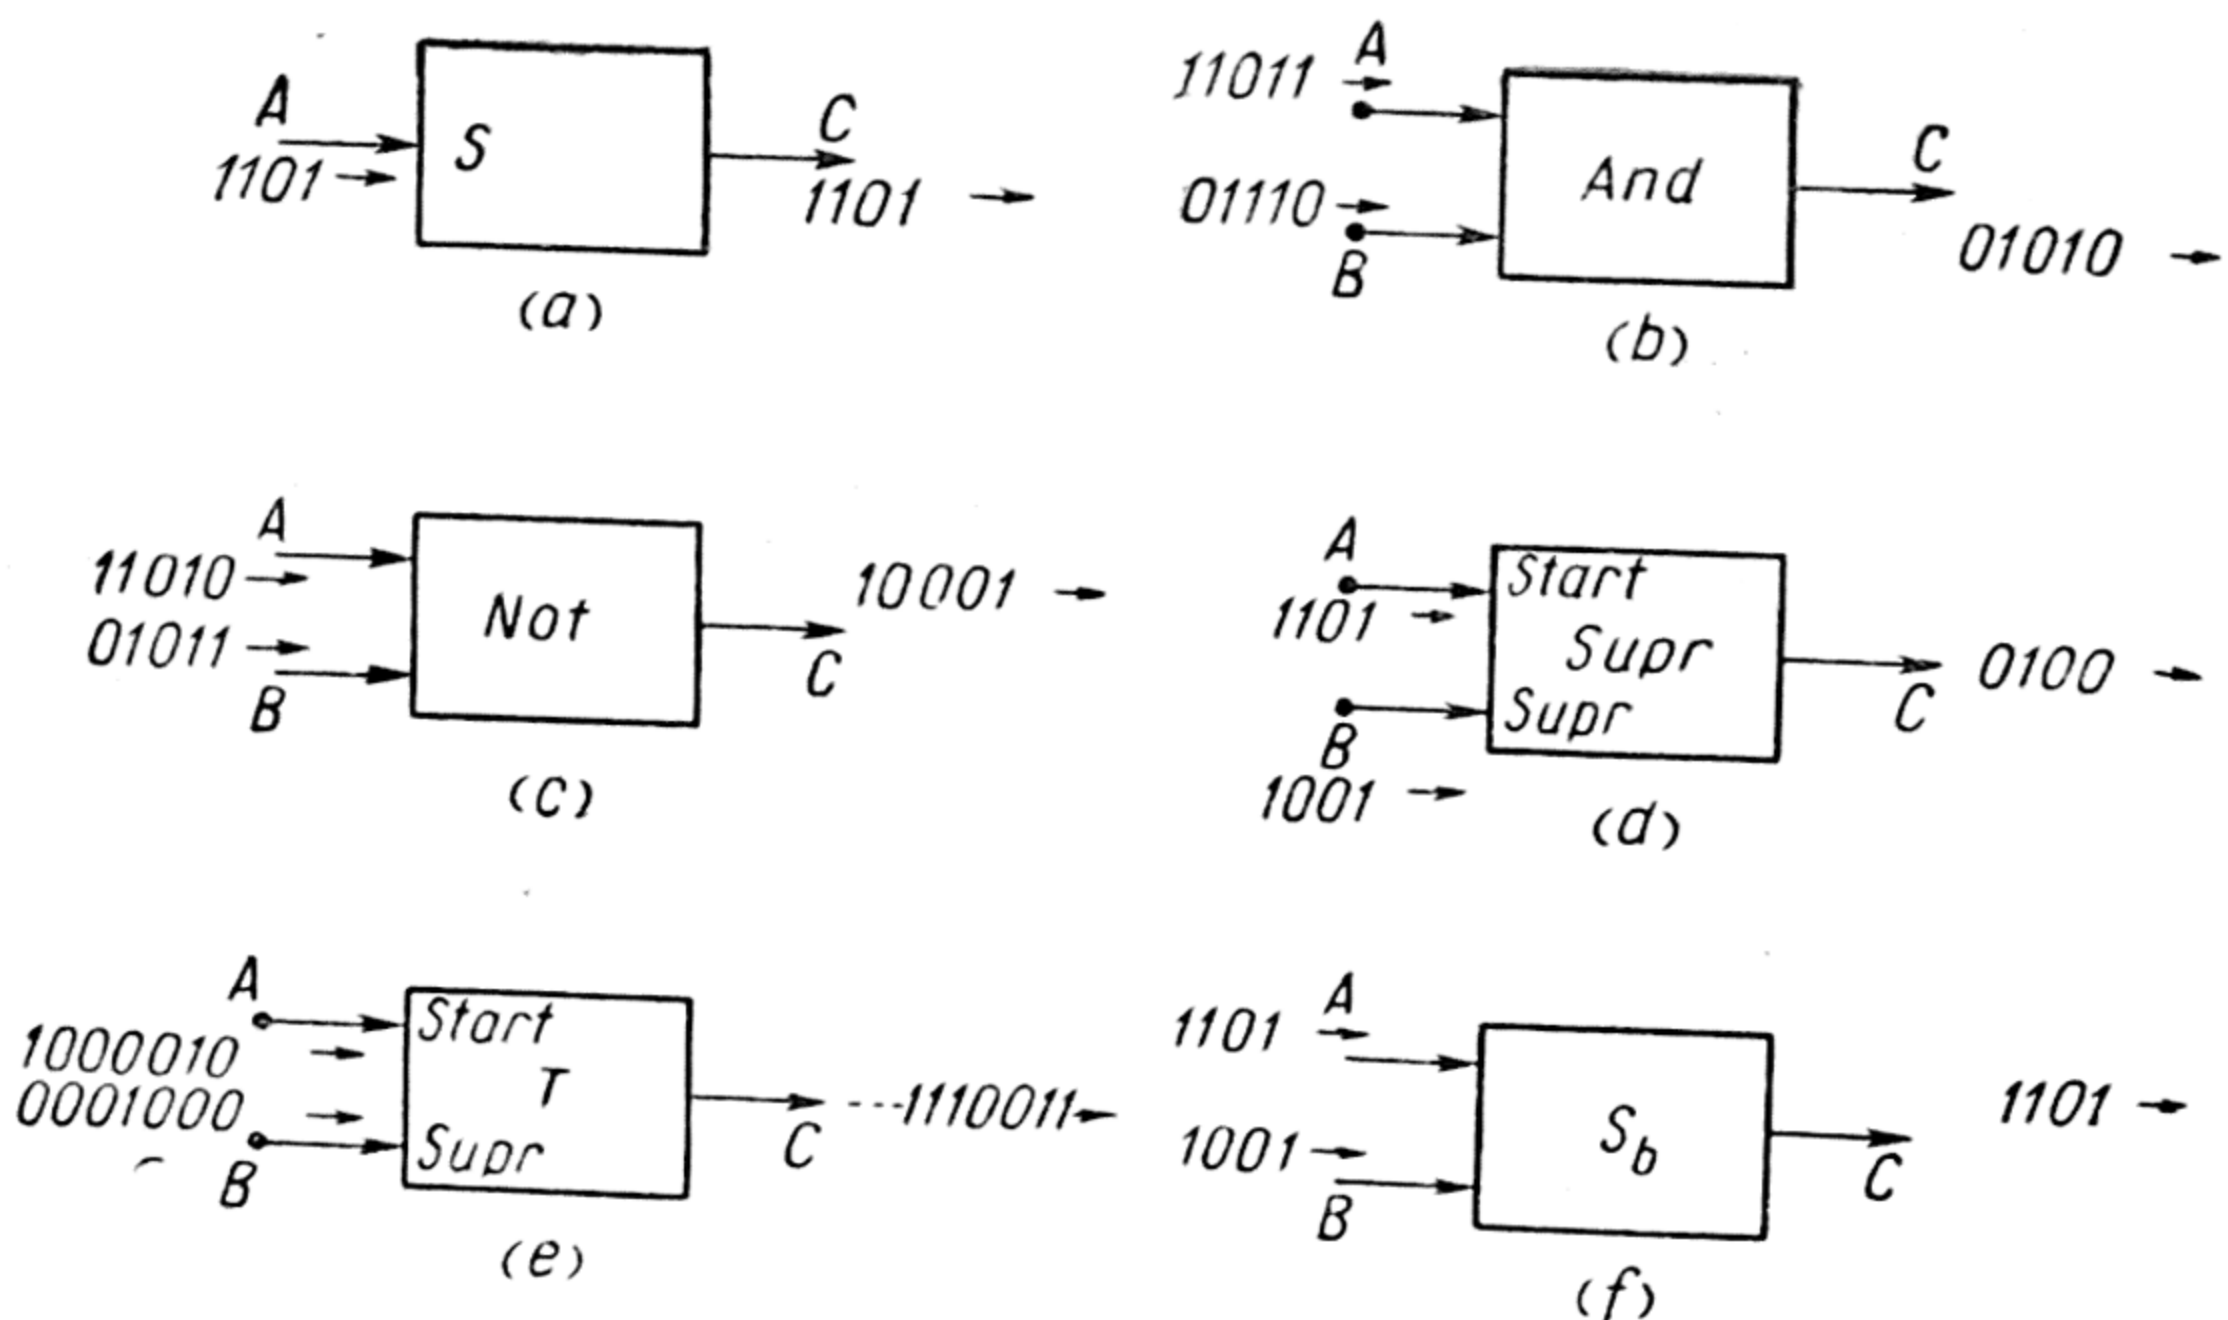 A
1101
S
C
1101
(a)
11011 A
01110
B
And
C
01010
(b)
A
11010
01011
B
Not
10001
C
(c)
A
1101
B
1001
Start
Supr
Supr
C
0100
(d)
A
1000010
0001000
B
Start
T
Supr
C
---1110011
(e)
1101 A
1001
B
Sb
C
1101
(f)